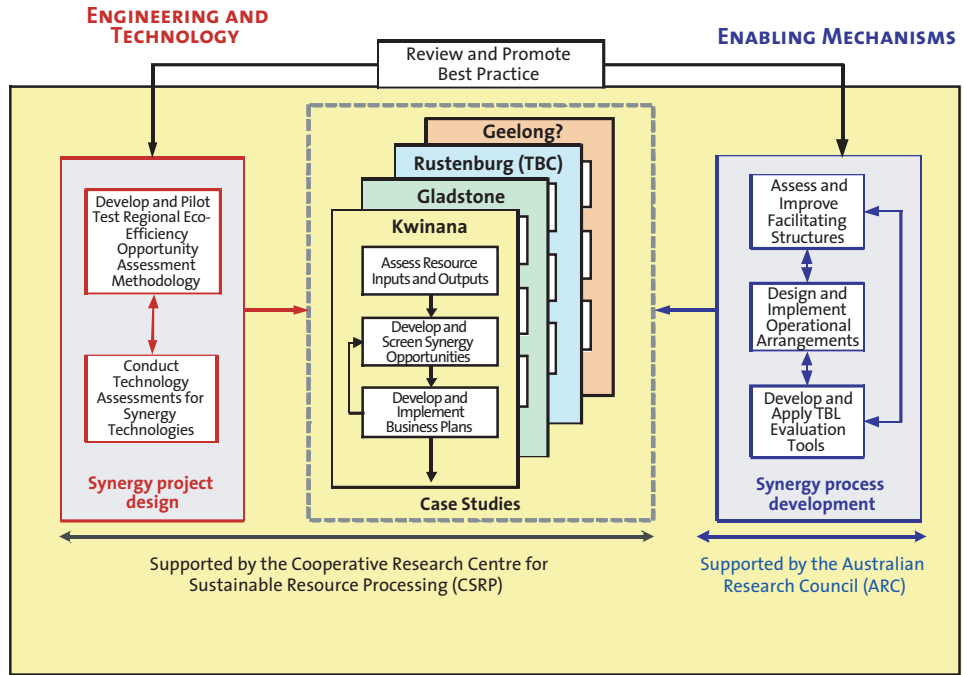 ENGINEERING AND
TECHNOLOGY
Review and Promote
Best Practice
ENABLING MECHANISMS
Develop and Pilot
Test Regional Eco-
Efficiency
Opportunity
Assessment
Methodology
Conduct
Technology
Assessments for
Synergy
Technologies
Synergy project
design
Geelong?
Rustenburg (TBC)
Gladstone
Kwinana
Assess Resource
Inputs and Outputs
Develop and
Screen Synergy
Opportunities
Develop and
Implement
Business Plans
Case Studies
Assess and
Improve
Facilitating
Structures
Design and
Implement
Operational
Arrangements
Develop and
Apply TBL
Evaluation
Tools
Synergy process
development
Supported by the Cooperative Research Centre for
Sustainable Resource Processing (CSRP)
Supported by the Australian
Research Council (ARC)